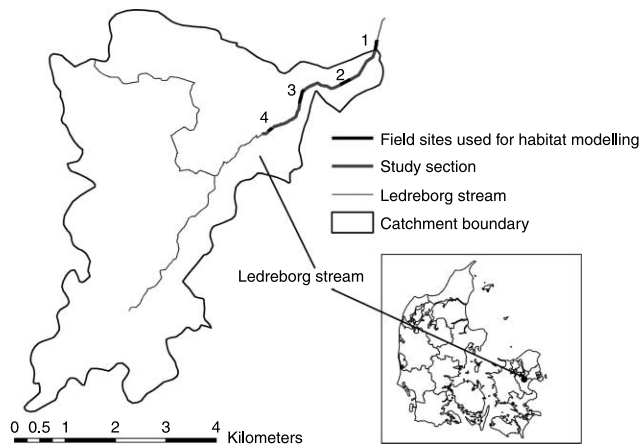 1
2
3
4
Field sites used for habitat modelling
Study section
Ledreborg stream
Catchment boundary
Ledreborg stream
0 0.5 1 2 3 4
Kilometers